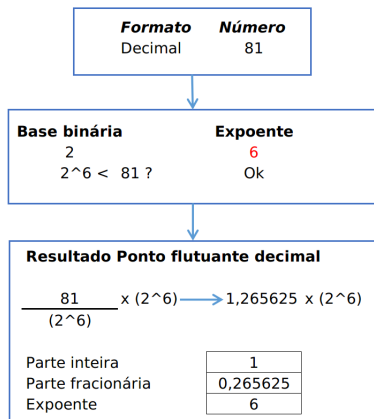 Formato Número
Decimal 81
Base binária Expoente
2 6
2^6 < 81 ? Ok
Resultado Ponto flutuante decimal
81 x (2^6) 1,265625 x (2^6)
(2^6)
Parte inteira 1
Parte fracionária 0,265625
Expoente 6